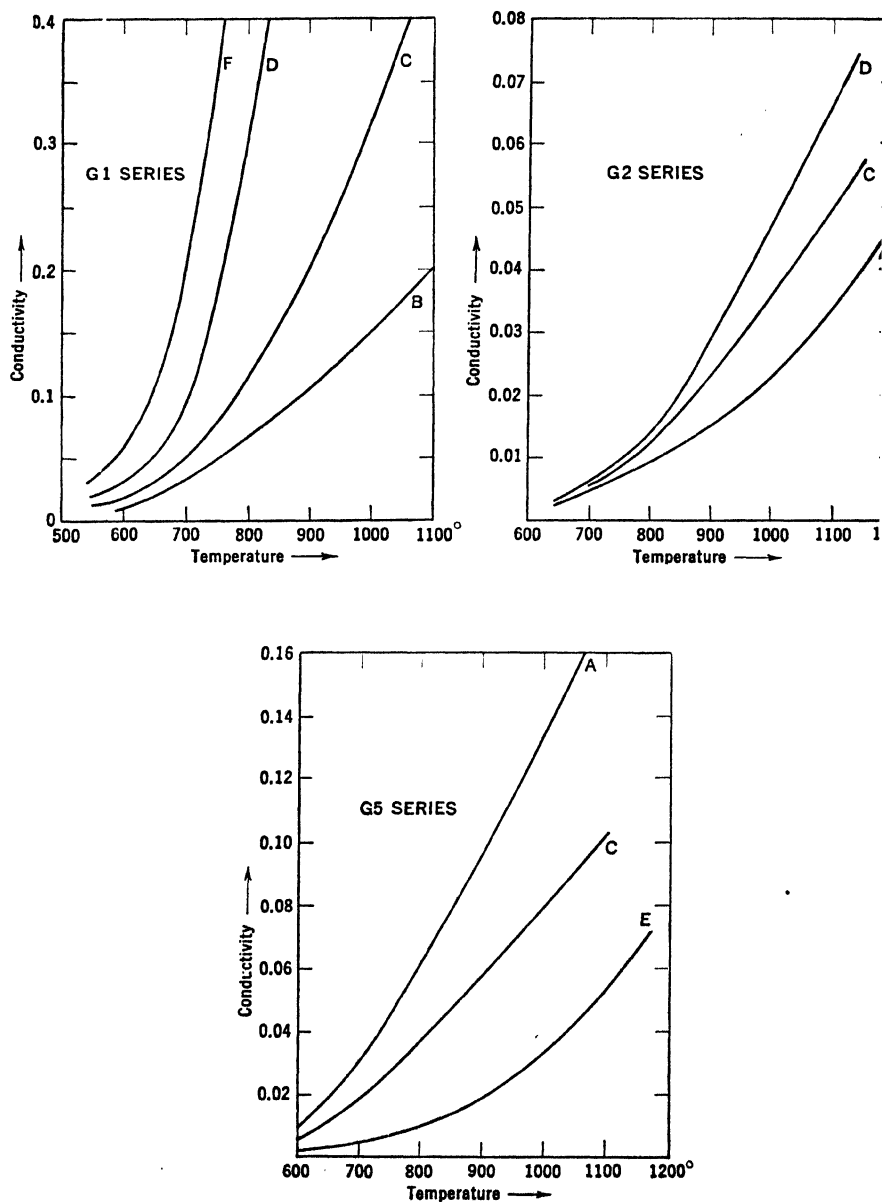 0.4
0.3
0.2
0.1
0
Conductivity
G1 SERIES
F
D
C
B
500 600 700 800 900 1000 1100°
Temperature
0.08
0.07
0.06
0.05
0.04
0.03
0.02
0.01
Conductivity
G2 SERIES
D
C
600 700 800 900 1000 1100 1
Temperature
0.16
0.14
0.12
0.10
0.08
0.06
0.04
0.02
Conductivity
G5 SERIES
A
C
E
600 700 800 900 1000 1100 1200°
Temperature